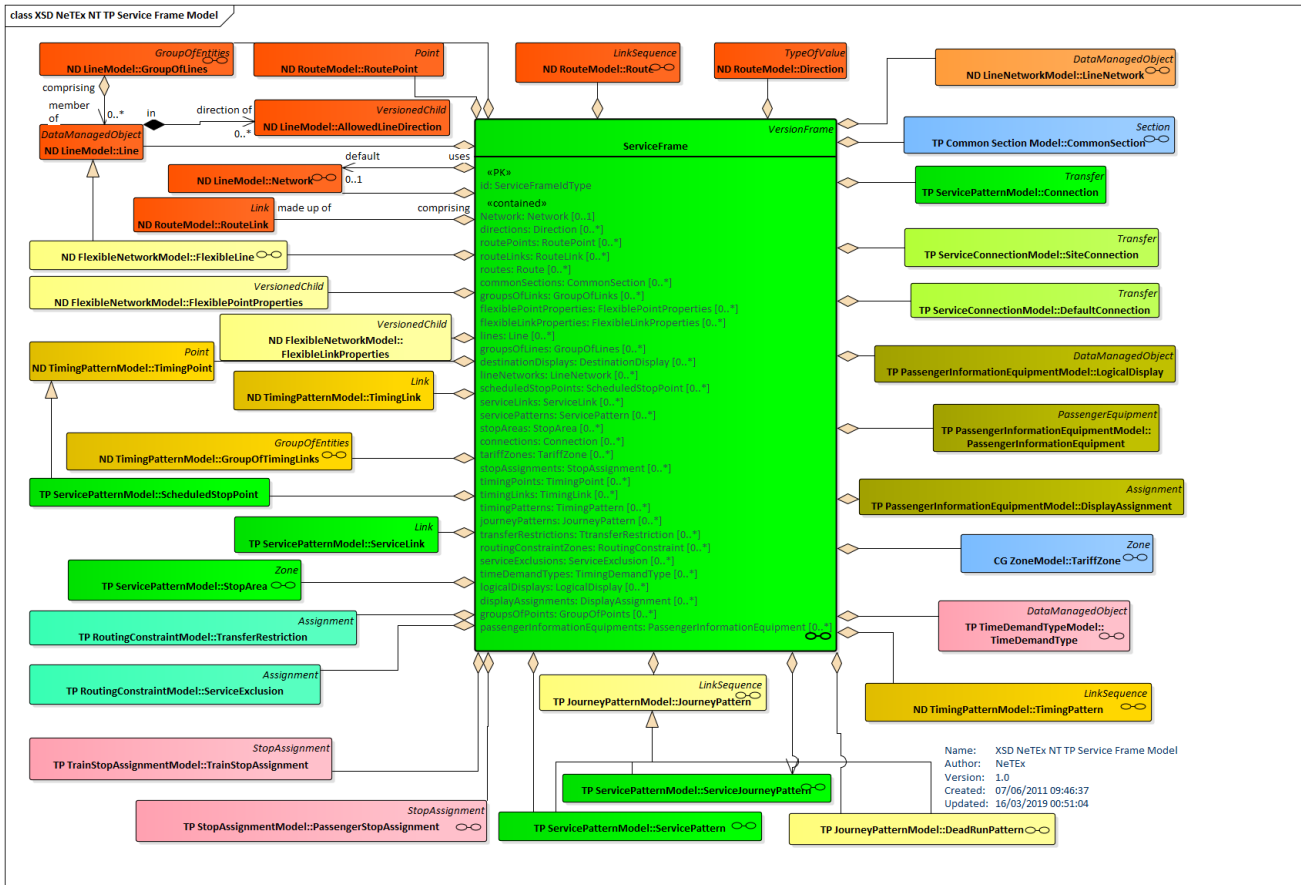 class XSD NeTEx NT TP Service Frame Model
GroupOfEntities
ND LineModel::GroupOfLines
Point
ND RouteModel::RoutePoint
LinkSequence
ND RouteModel::Route
TypeOfValue
ND RouteModel::Direction
DataManagedObject
ND LineNetworkModel::LineNetwork
comprising
member of
0..*
in
direction of
0..*
VersionedChild
ND LineModel::AllowedLineDirection
DataManagedObject
ND LineModel::Line
default
uses
0..1
ND LineModel::Network
Link
ND RouteModel::RouteLink
made up of
comprising
ND FlexibleNetworkModel::FlexibleLine
VersionedChild
ND FlexibleNetworkModel::FlexiblePointProperties
VersionedChild
ND FlexibleNetworkModel::
FlexibleLinkProperties
Point
ND TimingPatternModel::TimingPoint
Link
ND TimingPatternModel::TimingLink
GroupOfEntities
ND TimingPatternModel::GroupOfTimingLinks
TP ServicePatternModel::ScheduledStopPoint
Link
TP ServicePatternModel::ServiceLink
Zone
TP ServicePatternModel::StopArea
Assignment
TP RoutingConstraintModel::TransferRestriction
Assignment
TP RoutingConstraintModel::ServiceExclusion
StopAssignment
TP TrainStopAssignmentModel::TrainStopAssignment
StopAssignment
TP StopAssignmentModel::PassengerStopAssignment
VersionFrame
ServiceFrame
«PK»
id: ServiceFrameIdType
«contained»
Network: Network [0..1]
directions: Direction [0..*]
routePoints: RoutePoint [0..*]
routeLinks: RouteLink [0..*]
routes: Route [0..*]
commonSections: CommonSection [0..*]
groupsOfLinks: GroupOfLinks [0..*]
flexiblePointProperties: FlexiblePointProperties [0..*]
flexibleLinkProperties: FlexibleLinkProperties [0..*]
lines: Line [0..*]
groupsOfLines: GroupOfLines [0..*]
destinationDisplays: DestinationDisplay [0..*]
lineNetworks: LineNetwork [0..*]
scheduledStopPoints: ScheduledStopPoint [0..*]
serviceLinks: ServiceLink [0..*]
servicePatterns: ServicePattern [0..*]
stopAreas: StopArea [0..*]
connections: Connection [0..*]
tariffZones: TariffZone [0..*]
stopAssignments: StopAssignment [0..*]
timingPoints: TimingPoint [0..*]
timingLinks: TimingLink [0..*]
timingPatterns: TimingPattern [0..*]
journeyPatterns: JourneyPattern [0..*]
transferRestrictions: TtransferRestriction [0..*]
routingConstraintZones: RoutingConstraint [0..*]
serviceExclusions: ServiceExclusion [0..*]
timeDemandTypes: TimingDemandType [0..*]
logicalDisplays: LogicalDisplay [0..*]
displayAssignments: DIsplayAssignment [0..*]
groupsOfPoints: GroupOfPoints [0..*]
passengerInformationEquipments: PassengerInformationEquipment [0..*]
Section
TP Common Section Model::CommonSection
Transfer
TP ServicePatternModel::Connection
Transfer
TP ServiceConnectionModel::SiteConnection
Transfer
TP ServiceConnectionModel::DefaultConnection
DataManagedObject
TP PassengerInformationEquipmentModel::LogicalDisplay
PassengerEquipment
TP PassengerInformationEquipmentModel::
PassengerInformationEquipment
Assignment
TP PassengerInformationEquipmentModel::DisplayAssignment
Zone
CG ZoneModel::TariffZone
DataManagedObject
TP TimeDemandTypeModel::
TimeDemandType
LinkSequence
ND TimingPatternModel::TimingPattern
LinkSequence
TP JourneyPatternModel::JourneyPattern
TP ServicePatternModel::ServiceJourneyPattern
TP ServicePatternModel::ServicePattern
TP JourneyPatternModel::DeadRunPattern
Name: XSD NeTEx NT TP Service Frame Model
Author: NeTEx
Version: 1.0
Created: 07/06/2011 09:46:37
Updated: 16/03/2019 00:51:04